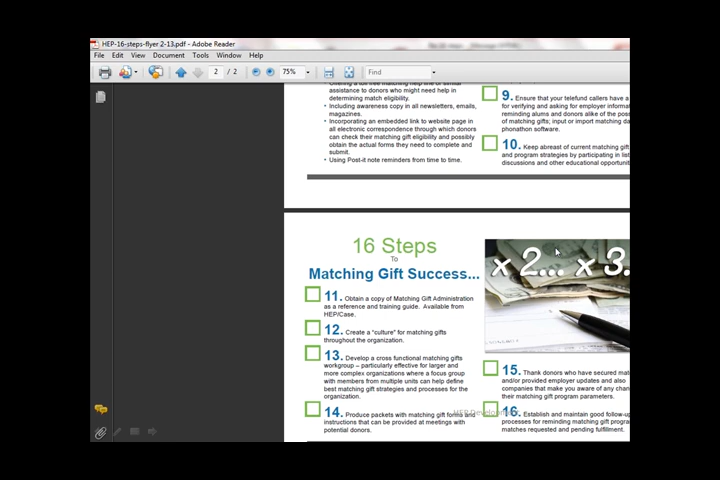 HEP-16-steps-flyer 2-13.pdf - Adobe Reader
File Edit View Document Tools Window Help
2 / 2 75% Find
assistance to donors who might need help in
determining match eligibility.
• Including awareness copy in all newsletters, emails,
magazines.
• Incorporating an embedded link to website page in
all electronic correspondence through which donors
can check their matching gift eligibility and possibly
obtain the actual forms they need to complete and
submit.
• Using Post-it note reminders from time to time.
9. Ensure that your telefund callers have a
for verifying and asking for employer informa
reminding alums and donors alike of the poss
of matching gifts; input or import matching da
phonathon software.
10. Keep abreast of current matching gif
and program strategies by participating in list
discussions and other educational opportuni
16 Steps
To
Matching Gift Success...
11. Obtain a copy of Matching Gift Administration
as a reference and training guide. Available from
HEP/Case.
12. Create a "culture" for matching gifts
throughout the organization.
13. Develop a cross functional matching gifts
workgroup – particularly effective for larger and
more complex organizations where a focus group
with members from multiple units can help define
best matching gift strategies and processes for the
organization.
14. Produce packets with matching gift forms and
instructions that can be provided at meetings with
potential donors.
x 2... x 3.
15. Thank donors who have secured mat
and/or provided employer updates and also
companies that make you aware of any chan
their matching gift program parameters.
16. Establish and maintain good follow-up
processes for reminding matching gift progra
matches requested and pending fulfillment.